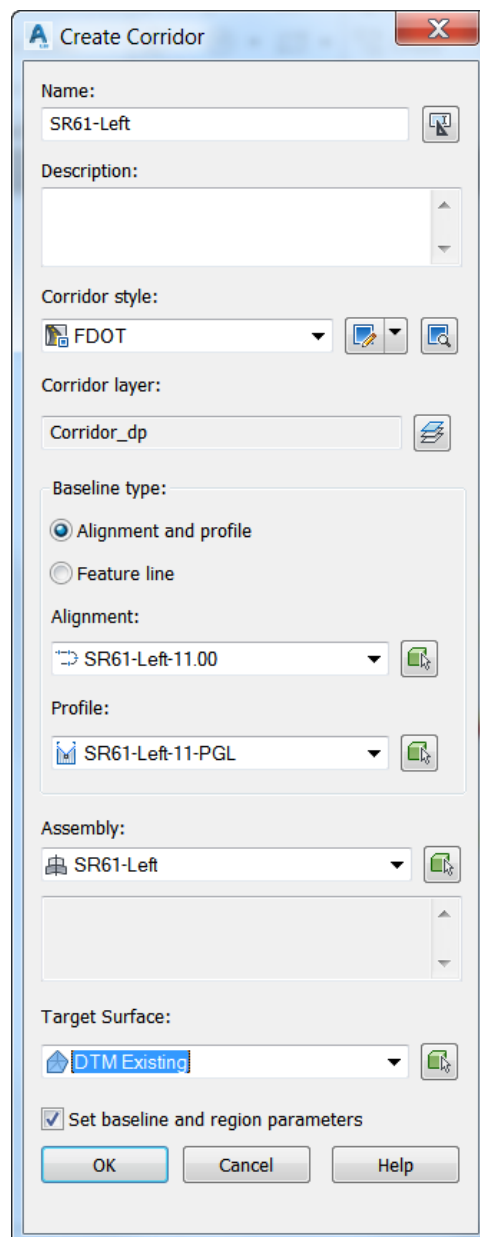 Create Corridor
Name:
SR61-Left
Description:
Corridor style:
FDOT
Corridor layer:
Corridor_dp
Baseline type:
Alignment and profile
Feature line
Alignment:
SR61-Left-11.00
Profile:
SR61-Left-11-PGL
Assembly:
SR61-Left
Target Surface:
DTM Existing
Set baseline and region parameters
OK Cancel Help